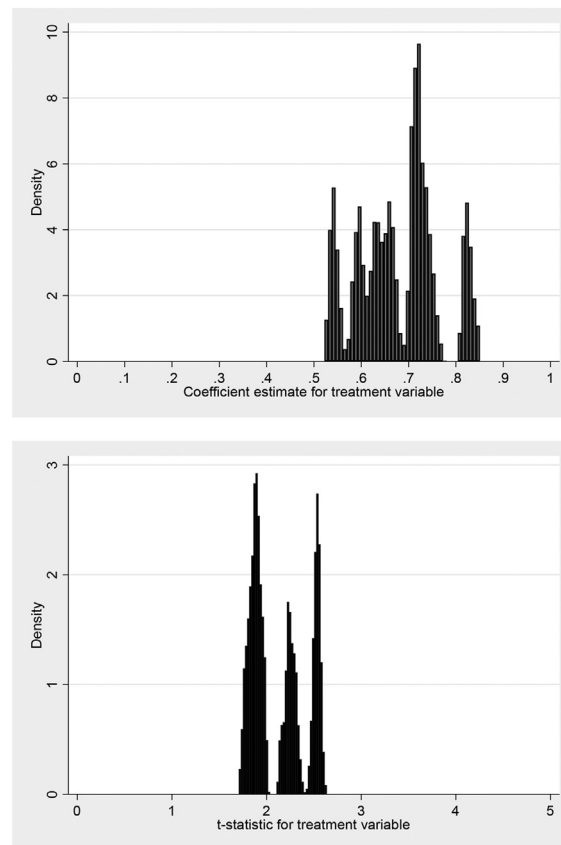 Density
10
8
6
4
2
0
0 .1 .2 .3 .4 .5 .6 .7 .8 .9 1
Coefficient estimate for treatment variable
Density
3
2
1
0
0 1 2 3 4 5
t-statistic for treatment variable